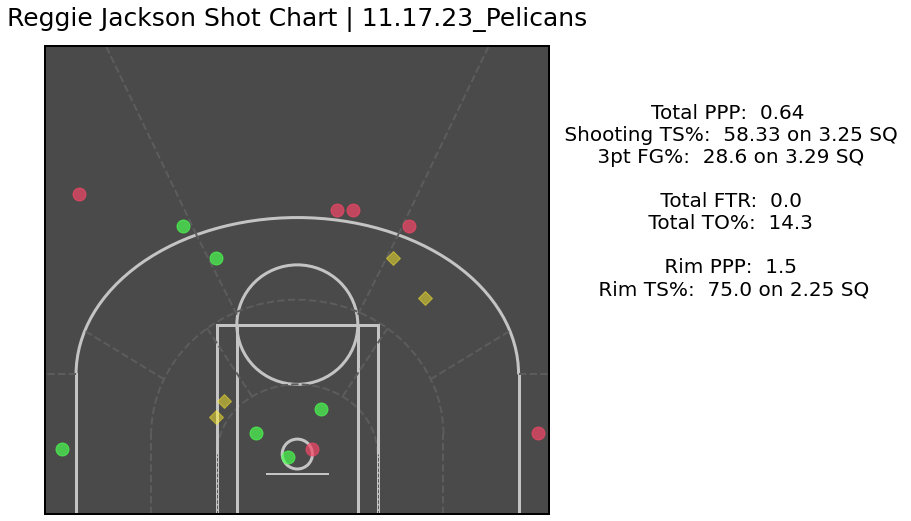 Reggie Jackson Shot Chart | 11.17.23_Pelicans
Total PPP:  0.64
Shooting TS%:  58.33 on 3.25 SQ
3pt FG%:  28.6 on 3.29 SQ
Total FTR:  0.0
Total TO%:  14.3
Rim PPP:  1.5
Rim TS%:  75.0 on 2.25 SQ